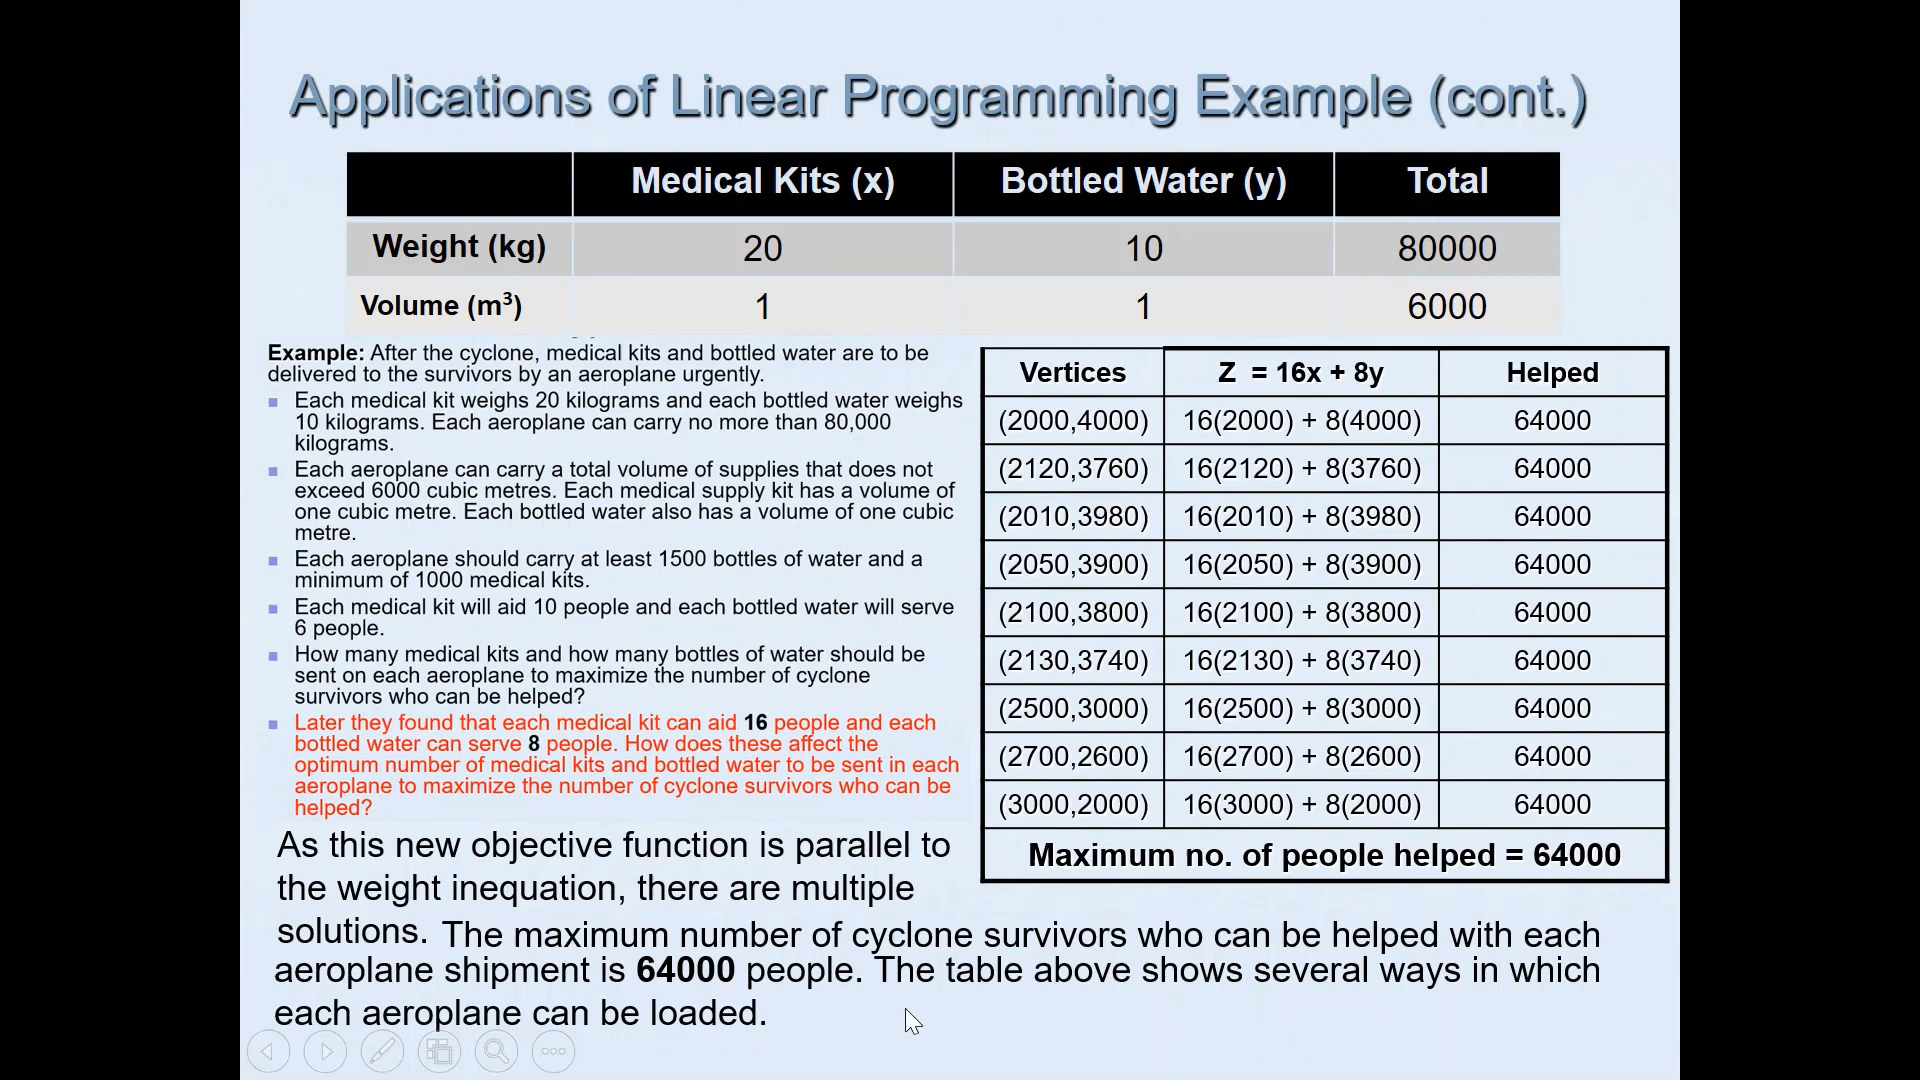 Applications of Linear Programming Example (cont.)
Medical Kits (x) Bottled Water (y) Total
Weight (kg) 20 10 80000
Volume (m³) 1 1 6000
Example: After the cyclone, medical kits and bottled water are to be
delivered to the survivors by an aeroplane urgently.
Each medical kit weighs 20 kilograms and each bottled water weighs
10 kilograms. Each aeroplane can carry no more than 80,000
kilograms.
Each aeroplane can carry a total volume of supplies that does not
exceed 6000 cubic metres. Each medical supply kit has a volume of
one cubic metre. Each bottled water also has a volume of one cubic
metre.
Each aeroplane should carry at least 1500 bottles of water and a
minimum of 1000 medical kits.
Each medical kit will aid 10 people and each bottled water will serve
6 people.
How many medical kits and how many bottles of water should be
sent on each aeroplane to maximize the number of cyclone
survivors who can be helped?
Later they found that each medical kit can aid 16 people and each
bottled water can serve 8 people. How does these affect the
optimum number of medical kits and bottled water to be sent in each
aeroplane to maximize the number of cyclone survivors who can be
helped?
Vertices Z = 16x + 8y Helped
(2000,4000) 16(2000) + 8(4000) 64000
(2120,3760) 16(2120) + 8(3760) 64000
(2010,3980) 16(2010) + 8(3980) 64000
(2050,3900) 16(2050) + 8(3900) 64000
(2100,3800) 16(2100) + 8(3800) 64000
(2130,3740) 16(2130) + 8(3740) 64000
(2500,3000) 16(2500) + 8(3000) 64000
(2700,2600) 16(2700) + 8(2600) 64000
(3000,2000) 16(3000) + 8(2000) 64000
Maximum no. of people helped = 64000
As this new objective function is parallel to
the weight inequation, there are multiple
solutions. The maximum number of cyclone survivors who can be helped with each
aeroplane shipment is 64000 people. The table above shows several ways in which
each aeroplane can be loaded.